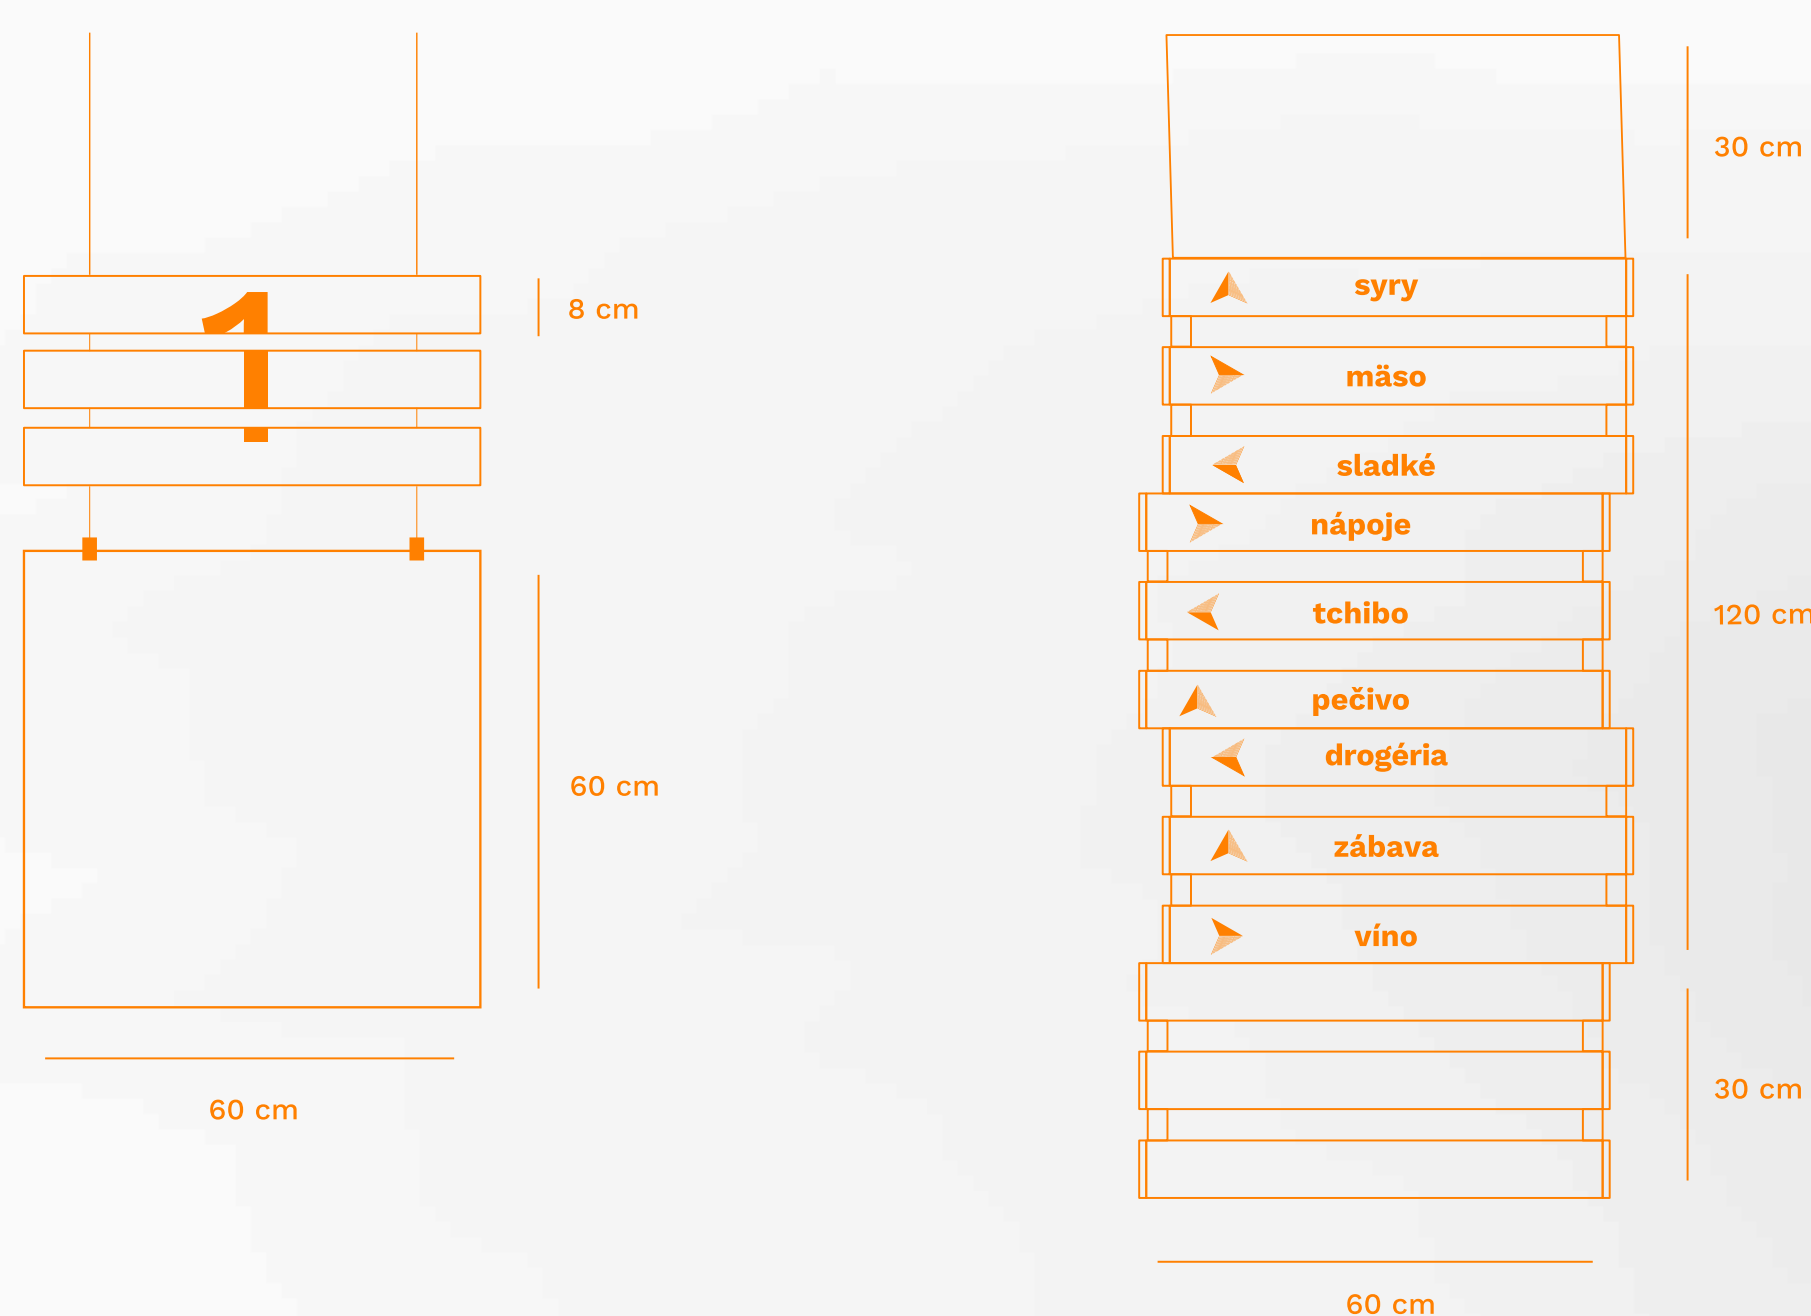 1
8 cm
60 cm
60 cm
30 cm
syry
mäso
sladké
nápoje
tchibo
pečivo
drogéria
zábava
víno
120 cm
30 cm
60 cm